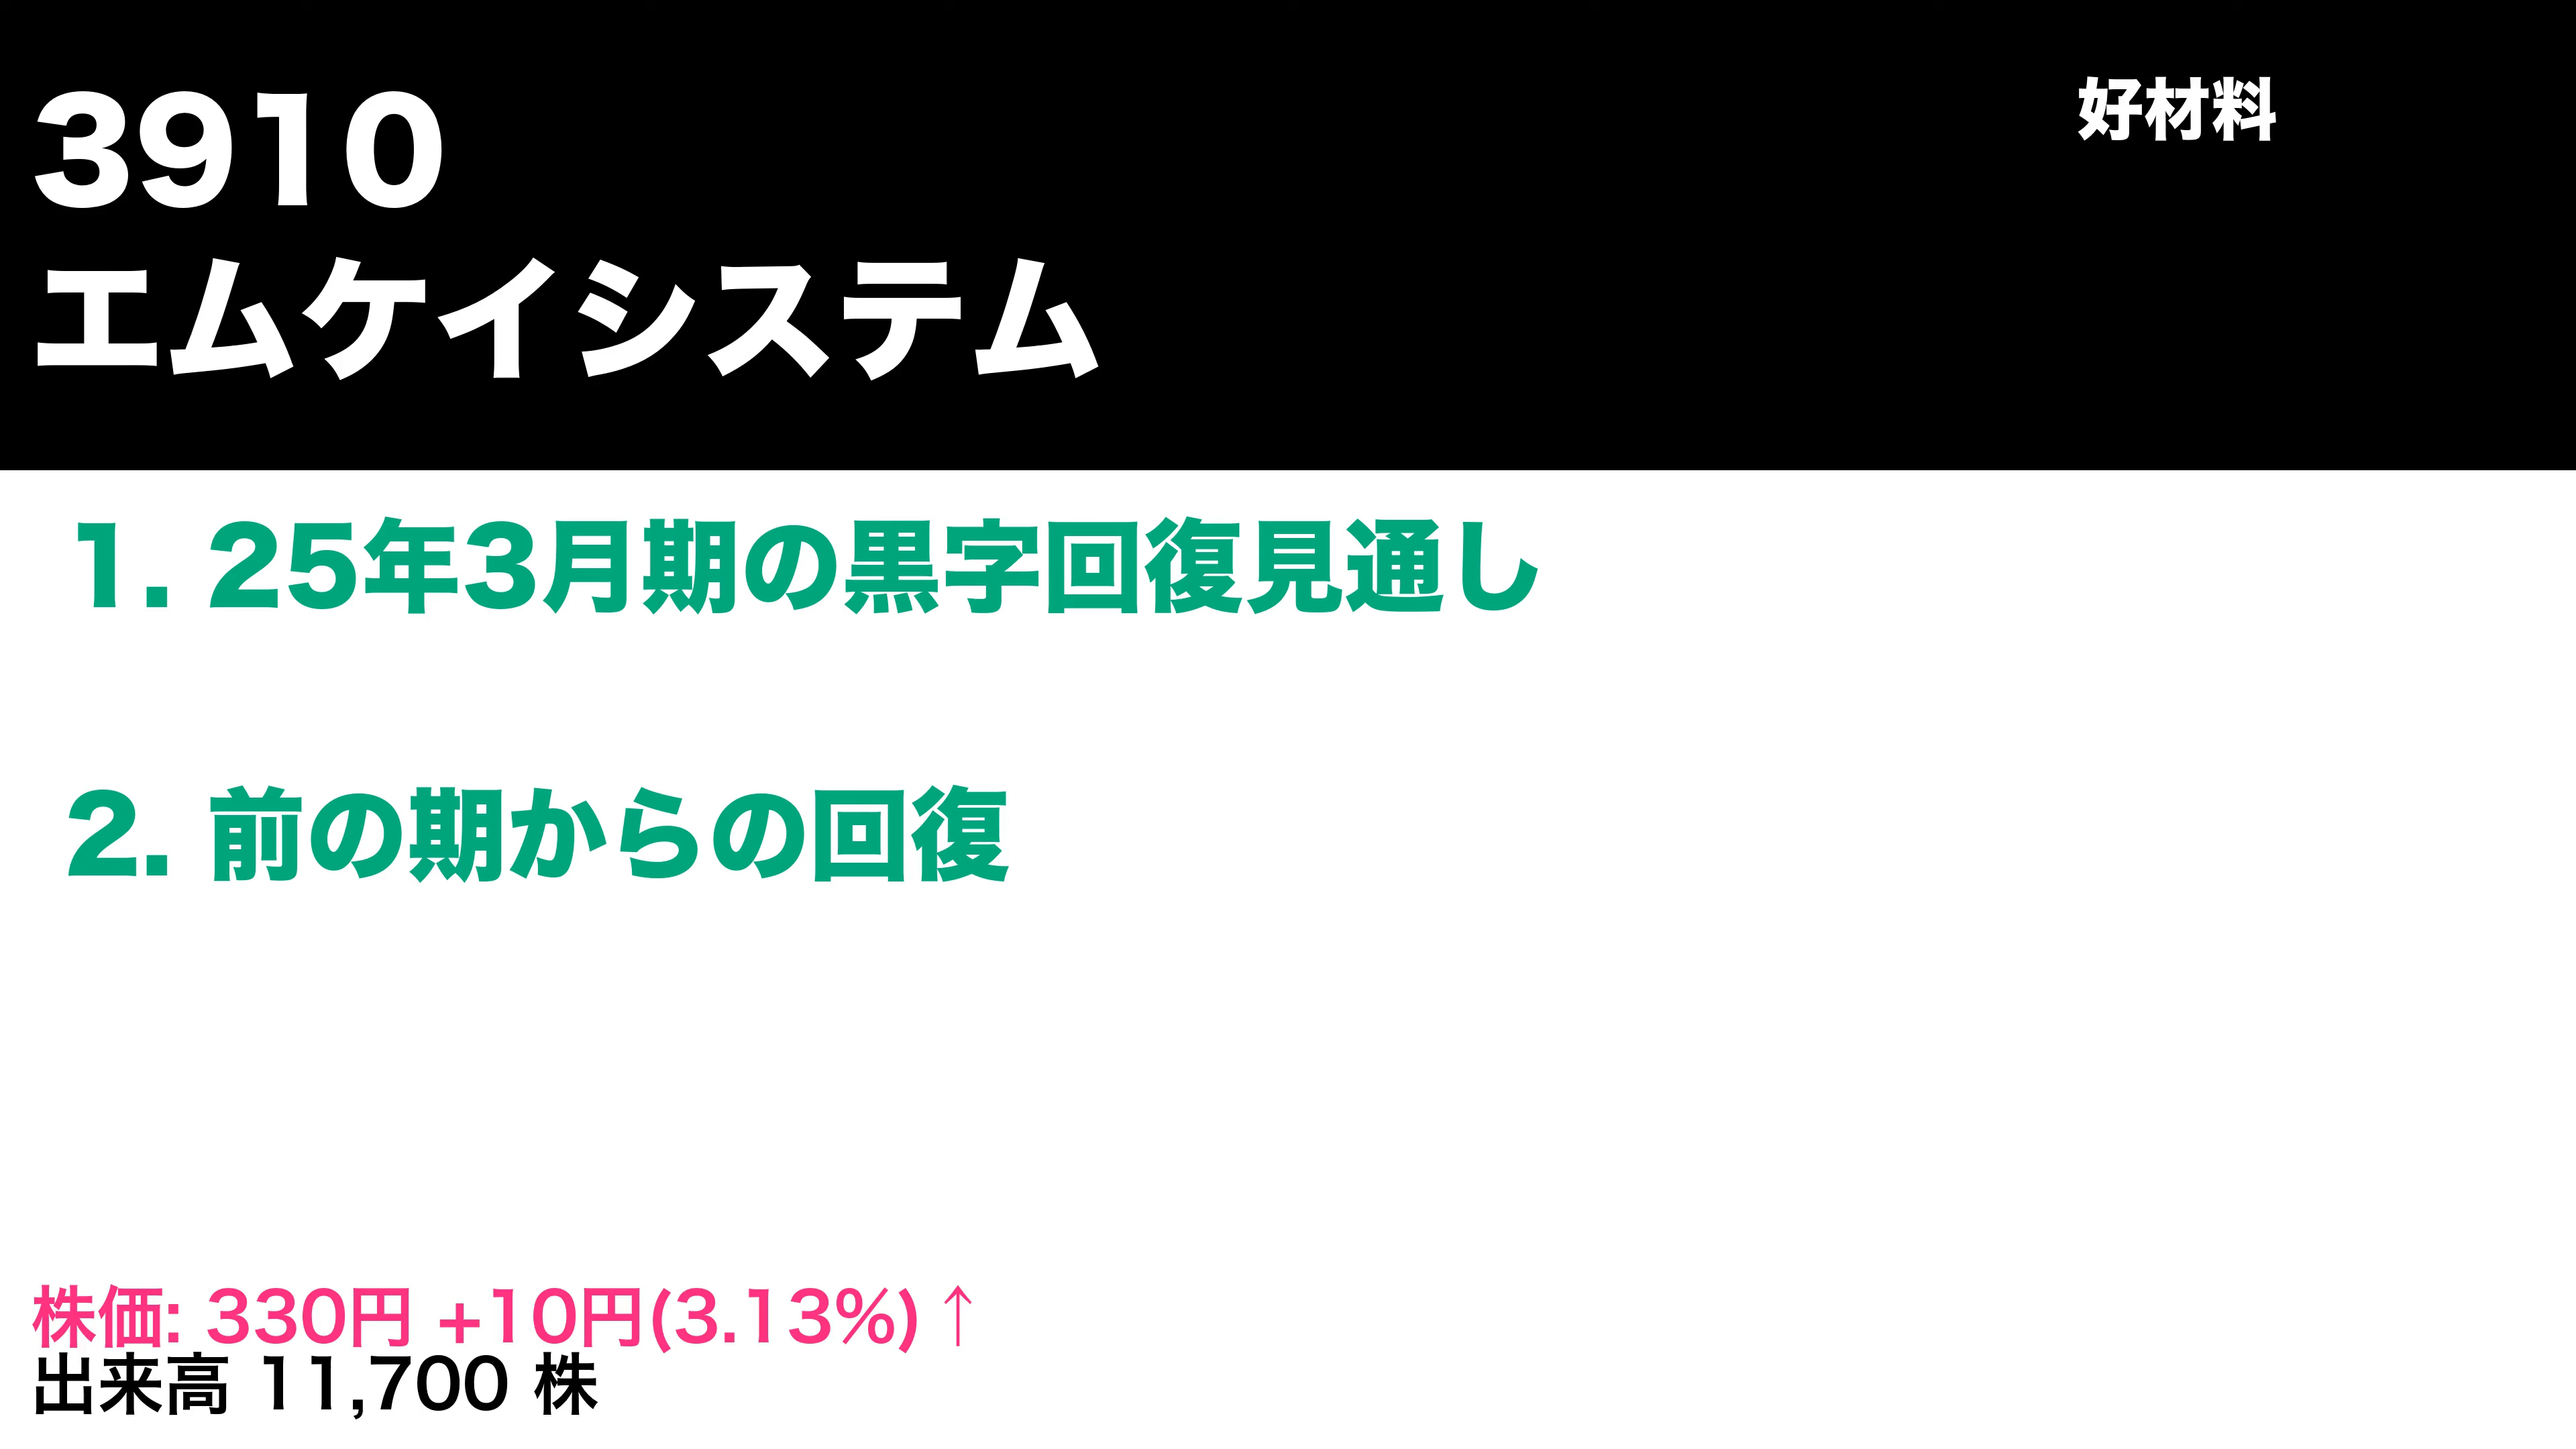 3910
エムケイシステム
好材料
1. 25年3月期の黒字回復見通し
2. 前の期からの回復
株価: 330円 +10円(3.13%)↑
出来高 11,700 株